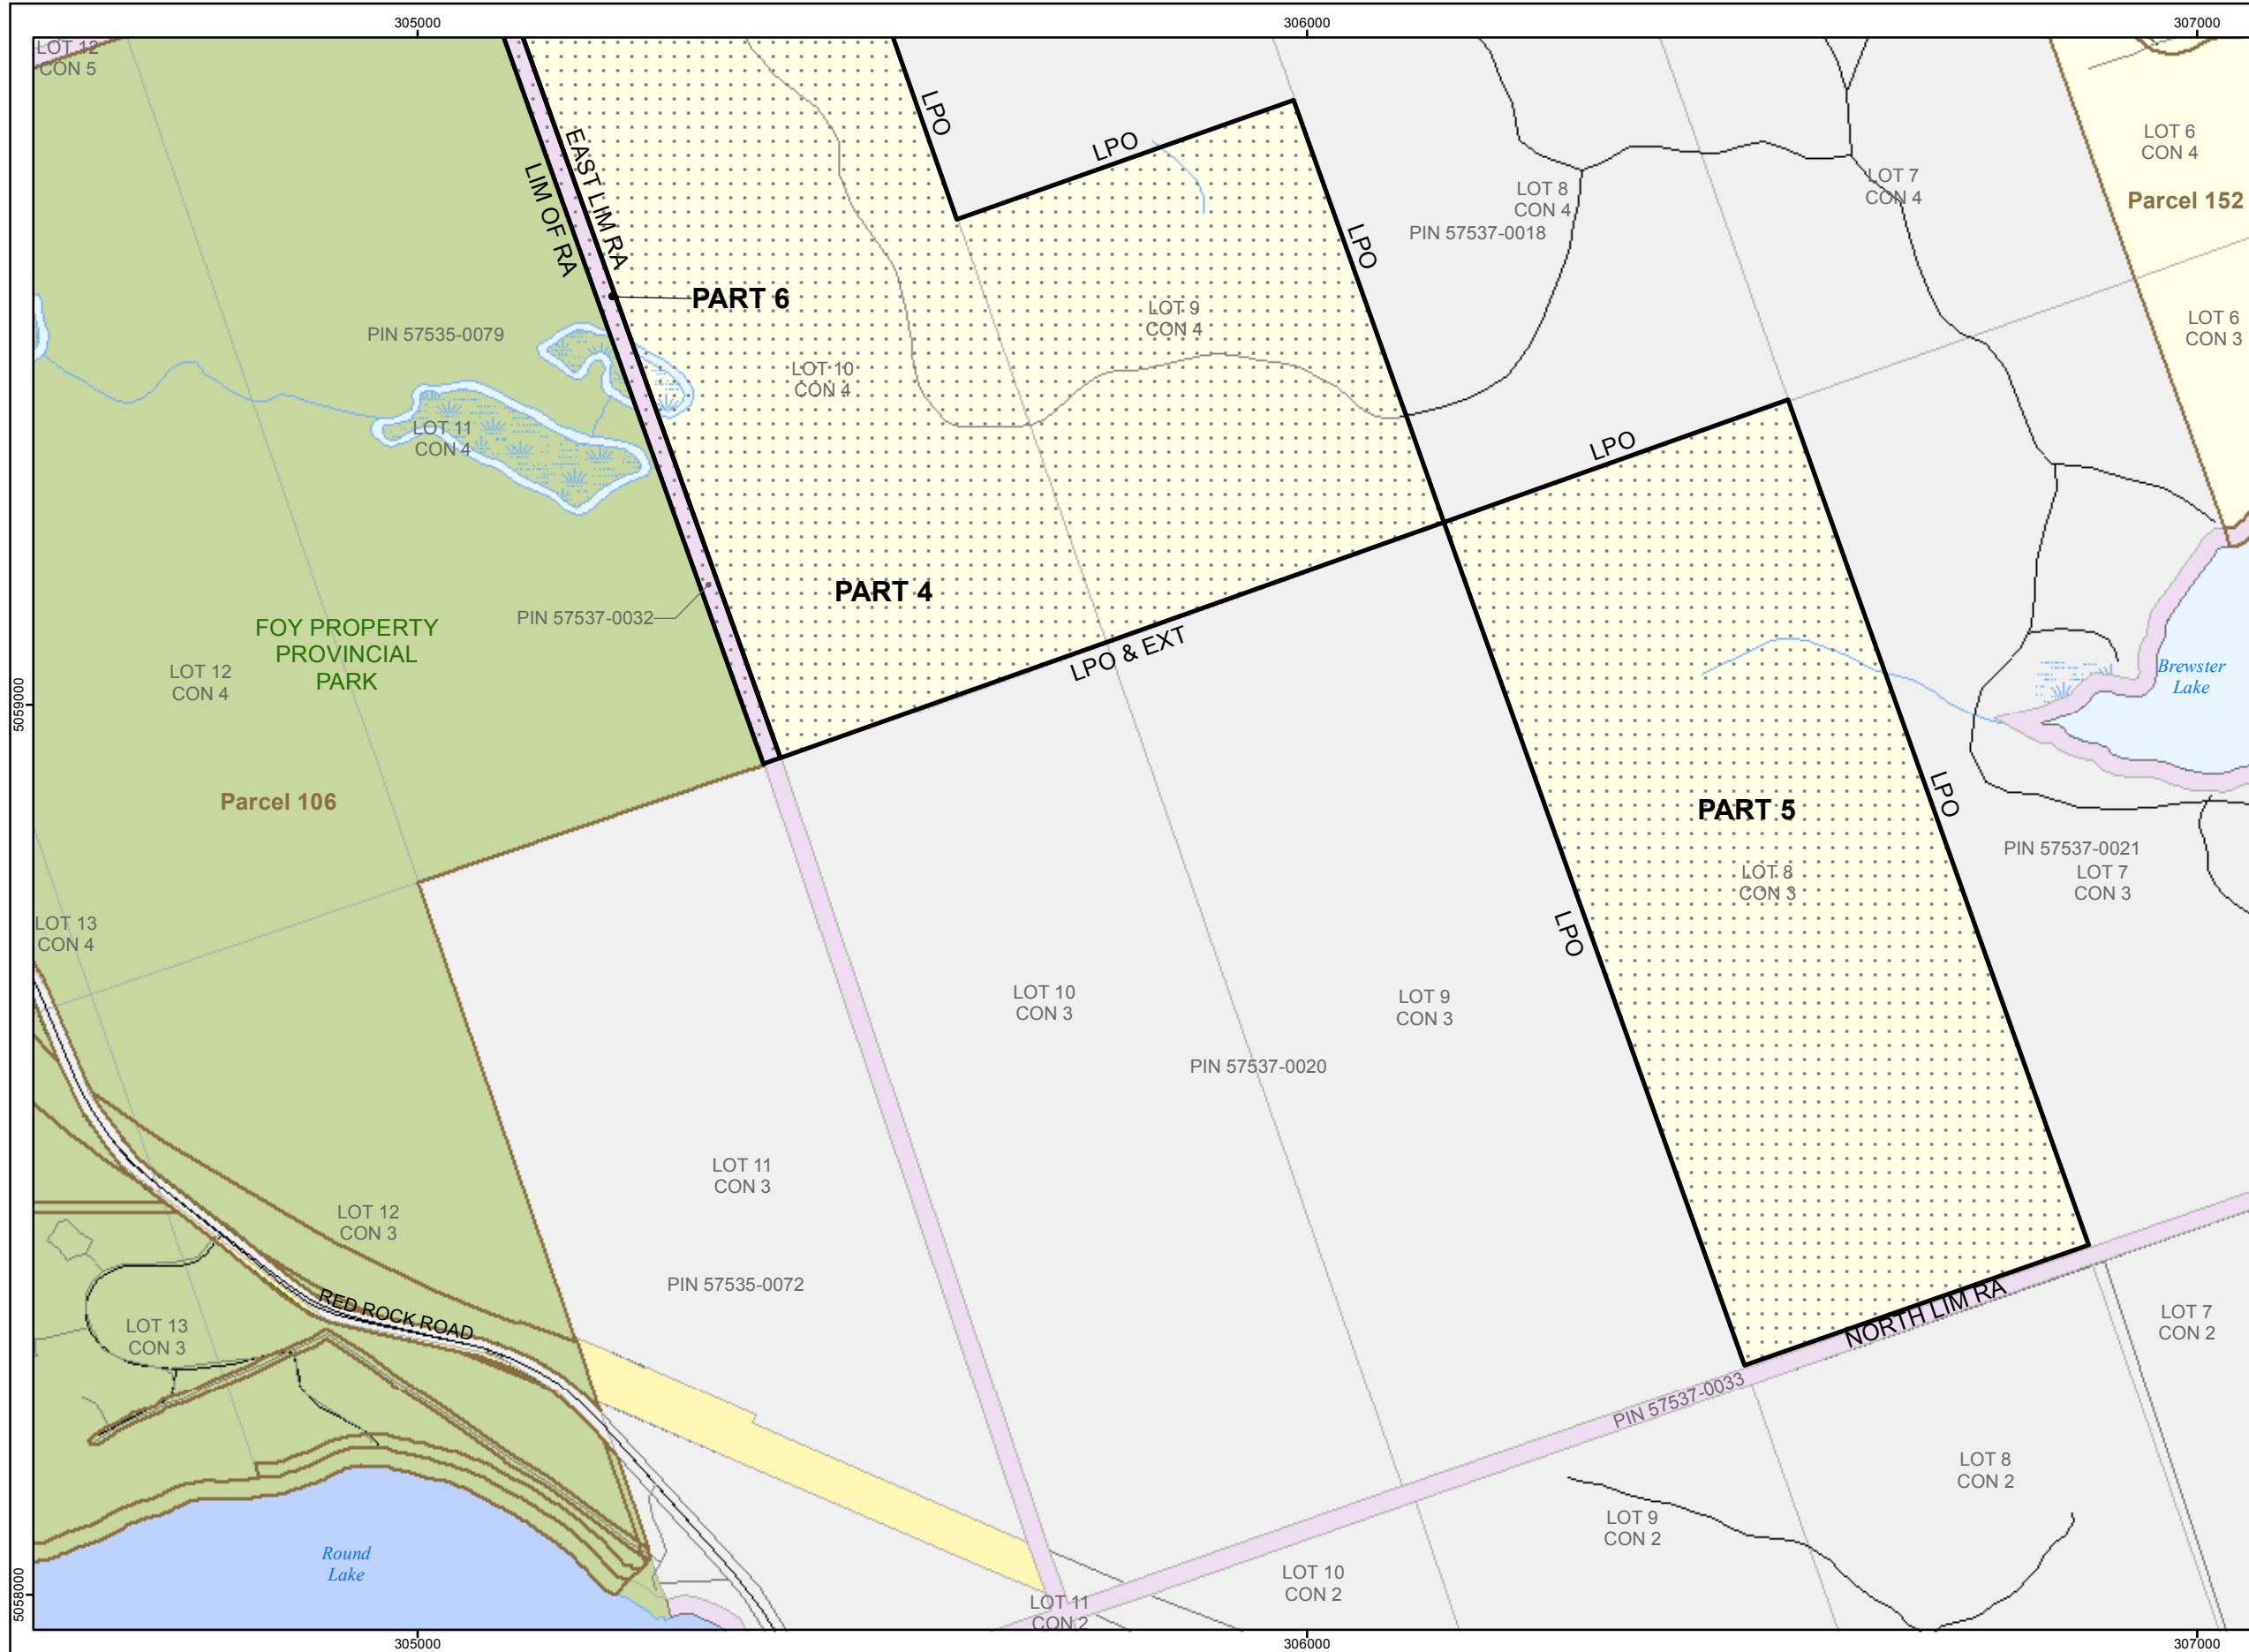 305000
306000
307000
LOT 12
CON 5
LPO
LPO
EAST LIM RA
LIM OF RA
LPO
LOT 8
CON 4
PIN 57537-0018
LOT 7
CON 4
LOT 6
CON 4
Parcel 152
PART 6
PIN 57535-0079
LOT 9
CON 4
LOT 6
CON 3
LOT 10
CON 4
LOT 11
CON 4
LPO
PART 4
PIN 57537-0032
FOY PROPERTY
PROVINCIAL
PARK
LOT 12
CON 4
LPO & EXT
Brewster
Lake
5059000
Parcel 106
PART 5
LPO
PIN 57537-0021
LOT 7
CON 3
LOT 8
CON 3
LPO
LOT 13
CON 4
LOT 10
CON 3
LOT 9
CON 3
PIN 57537-0020
LOT 11
CON 3
LOT 12
CON 3
PIN 57535-0072
RED ROCK ROAD
LOT 13
CON 3
NORTH LIM RA
LOT 7
CON 2
PIN 57537-0033
LOT 8
CON 2
LOT 9
CON 2
Round
Lake
LOT 10
CON 2
LOT 11
CON 2
5058000
305000
306000
307000